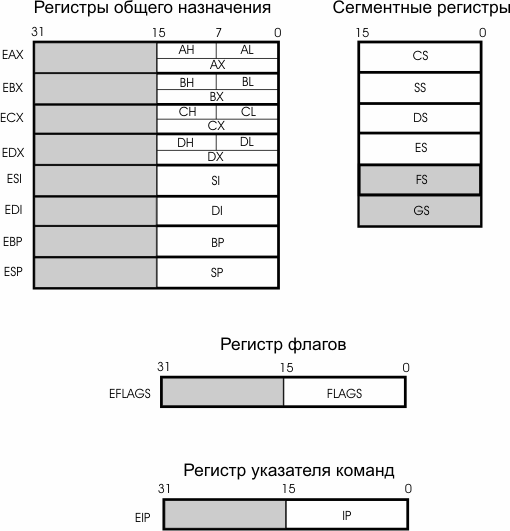 Регистры общего назначения
31 15 7 0
EAX AH AL
AX
EBX BH BL
BX
ECX CH CL
CX
EDX DH DL
DX
ESI SI
EDI DI
EBP BP
ESP SP
Сегментные регистры
15 0
CS
SS
DS
ES
FS
GS
Регистр флагов
31 15 0
EFLAGS FLAGS
Регистр указателя команд
31 15 0
EIP IP